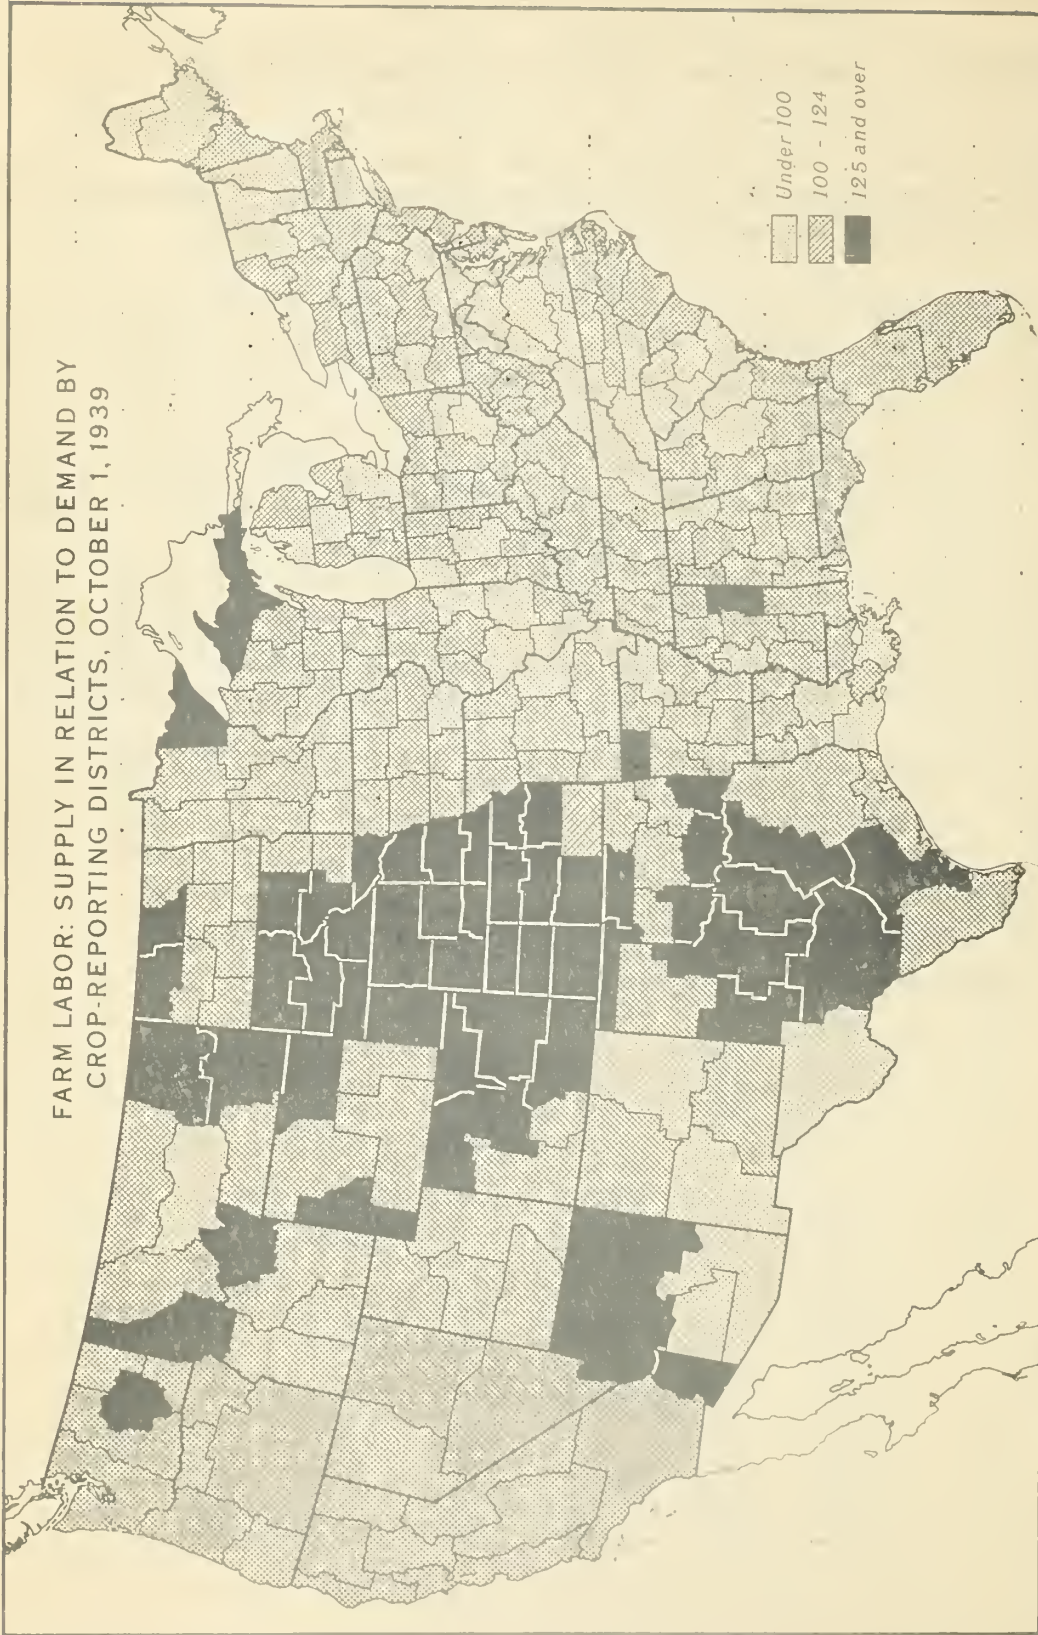 FARM LABOR: SUPPLY IN RELATION TO DEMAND BY
CROP-REPORTING DISTRICTS, OCTOBER 1, 1939
Under 100
100 - 124
125 and over